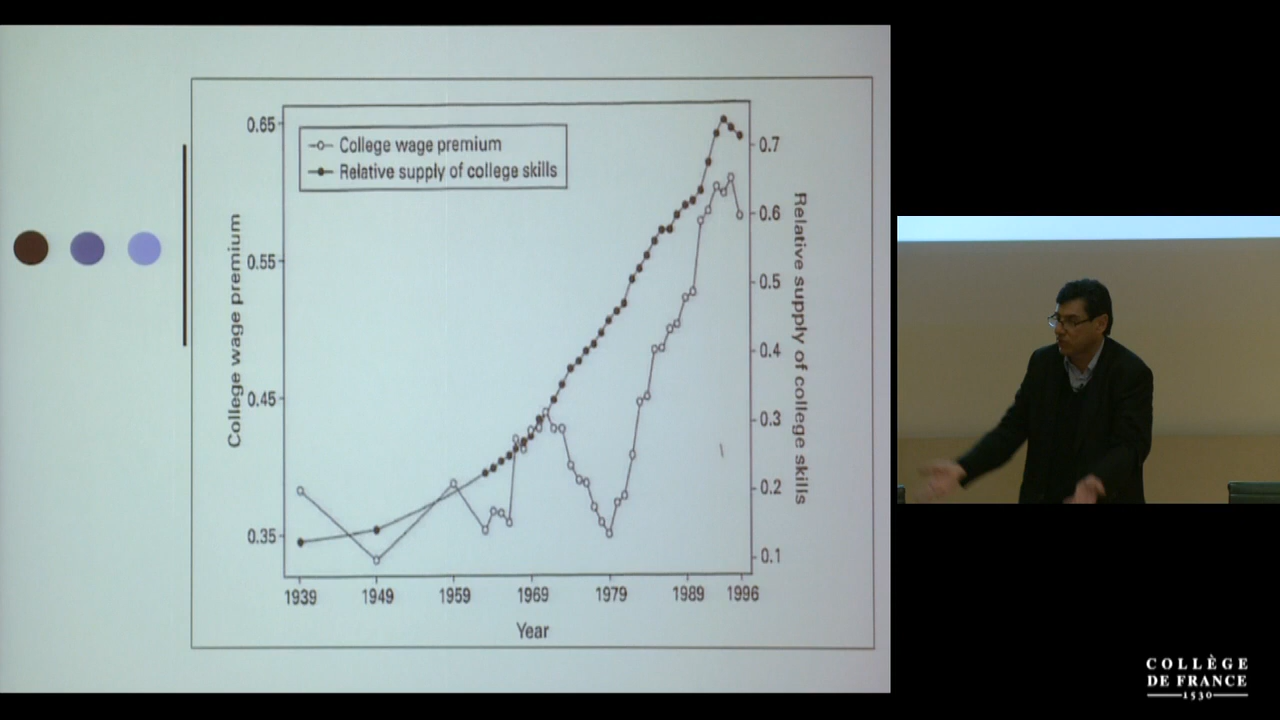 College wage premium
Relative supply of college skills
0.65
0.55
0.45
0.35
College wage premium
0.7
0.6
0.5
0.4
0.3
0.2
0.1
Relative supply of college skills
1939 1949 1959 1969 1979 1989 1996
Year
COLLÈGE
DE FRANCE
1530